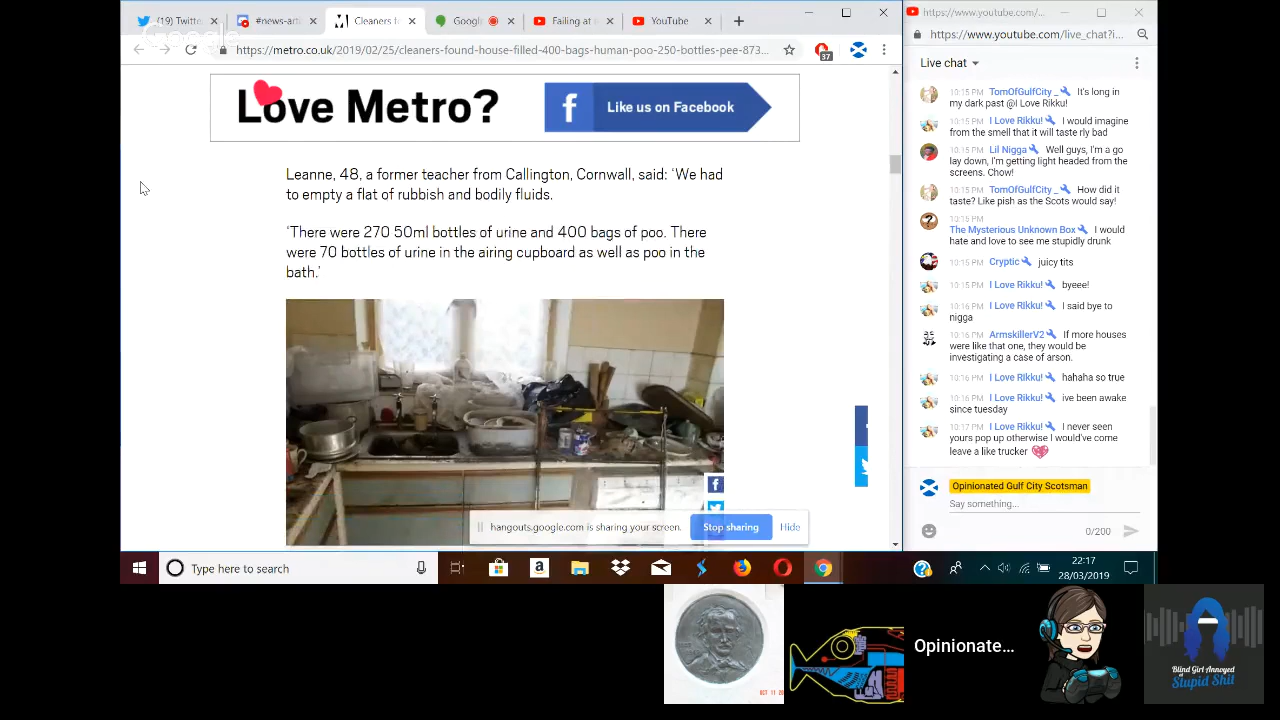 (19) Twitte
#news-arti
Cleaners fo
Googl
Failing at
YouTube
Google
https://metro.co.uk/2019/02/25/cleaners-found-house-filled-400-bags-human-poo-250-bottles-pee-873...
37
Love Metro?
f
Like us on Facebook
Leanne, 48, a former teacher from Callington, Cornwall, said: ‘We had
to empty a flat of rubbish and bodily fluids.
‘There were 270 50ml bottles of urine and 400 bags of poo. There
were 70 bottles of urine in the airing cupboard as well as poo in the
bath.’
hangouts.google.com is sharing your screen.
Stop sharing
Hide
https://www.youtube.com/...
https://www.youtube.com/live_chat?i...
Live chat
10:15 PM TomOfGulfCity_ It's long in
my dark past @I Love Rikku!
10:15 PM I Love Rikku! I would imagine
from the smell that it will taste rly bad
10:15 PM Lil Nigga Well guys, I'm a go
lay down, I'm getting light headed from the
screens. Chow!
10:15 PM TomOfGulfCity_ How did it
taste? Like pish as the Scots would say!
10:15 PM
The Mysterious Unknown Box I would
hate and love to see me stupidly drunk
10:15 PM Cryptic juicy tits
10:15 PM I Love Rikku! byeee!
10:16 PM I Love Rikku! I said bye to
nigga
10:16 PM ArmskillerV2 If more houses
were like that one, they would be
investigating a case of arson.
10:16 PM I Love Rikku! hahaha so true
10:16 PM I Love Rikku! ive been awake
since tuesday
10:17 PM I Love Rikku! I never seen
yours pop up otherwise I would've come
leave a like trucker
Opinionated Gulf City Scotsman
Say something...
0/200
Type here to search
22:17
28/03/2019
Opinionate...
Blind Girl Annoyed
at
Stupid Shit